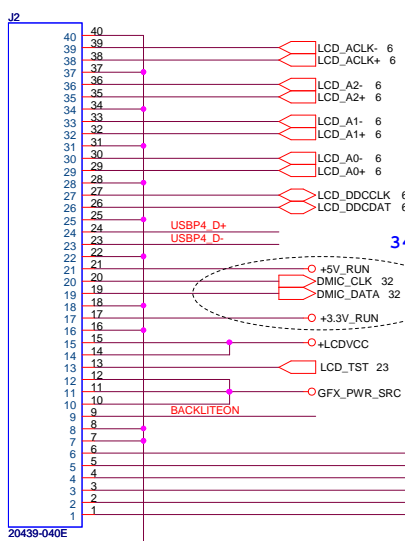 J2
40 40
39 39 LCD_ACLK- 6
38 38 LCD_ACLK+ 6
37 37
36 36 LCD_A2- 6
35 35 LCD_A2+ 6
34 34
33 33 LCD_A1- 6
32 32 LCD_A1+ 6
31 31
30 30 LCD_A0- 6
29 29 LCD_A0+ 6
28 28
27 27 LCD_DDCCLK 6
26 26 LCD_DDCDAT 6
25 25
24 24 USBP4_D+
23 23 USBP4_D-
34
22 22
21 21 +5V_RUN
20 20 DMIC_CLK 32
19 19 DMIC_DATA 32
18 18
17 17 +3.3V_RUN
16 16
15 15 +LCDVCC
14 14
13 13 LCD_TST 23
12 12
11 11 GFX_PWR_SRC
10 10
9 9 BACKLITEON
8 8
7 7
6 6
5 5
4 4
3 3
2 2
1 1
20439-040E